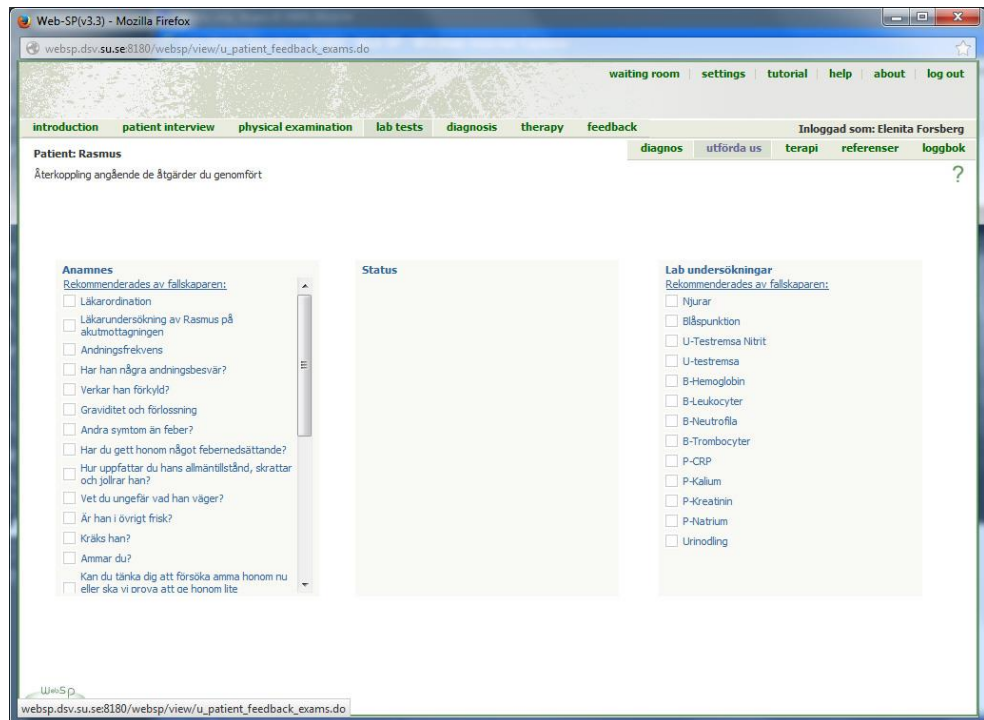 Web-SP(v3.3) - Mozilla Firefox
websp.dsv.su.se:8180/websp/view/u_patient_feedback_exams.do
waiting room settings tutorial help about log out
introduction patient interview physical examination lab tests diagnosis therapy feedback
Inloggad som: Elenita Forsberg
diagnos utförda us terapi referenser loggbok
Patient: Rasmus
Återkoppling angående de åtgärder du genomfört
?
Anamnes
Rekommenderades av fallskaparen:
Läkarordination
Läkarundersökning av Rasmus på
akutmottagningen
Andningsfrekvens
Har han några andningsbesvär?
Verkar han förkyld?
Graviditet och förlossning
Andra symtom än feber?
Har du gett honom något febernedsättande?
Hur uppfattar du hans allmäntillstånd, skrattar
och jollrar han?
Vet du ungefär vad han väger?
Är han i övrigt frisk?
Kräks han?
Ammar du?
Kan du tänka dig att försöka amma honom nu
eller ska vi prova att ge honom lite
Status
Lab undersökningar
Rekommenderades av fallskaparen:
Njurar
Blåspunktion
U-Testremsa Nitrit
U-testremsa
B-Hemoglobin
B-Leukocyter
B-Neutrofila
B-Trombocyter
P-CRP
P-Kalium
P-Kreatinin
P-Natrium
Urinodling
WebSp
websp.dsv.su.se:8180/websp/view/u_patient_feedback_exams.do